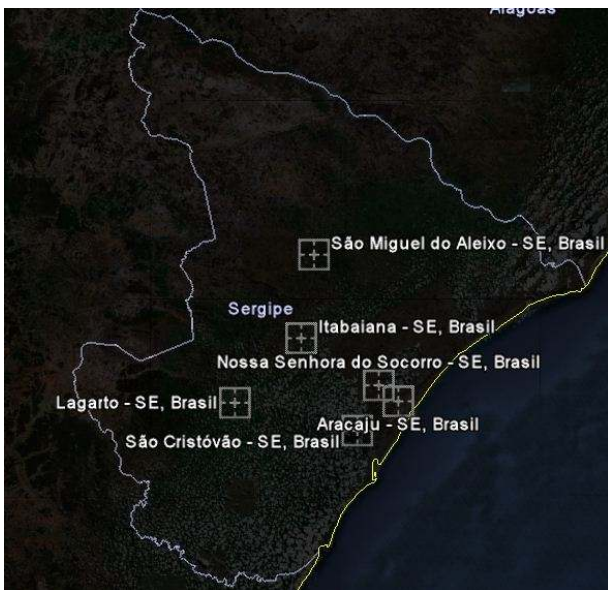 Alagoas
São Miguel do Aleixo - SE, Brasil
Sergipe
Itabaiana - SE, Brasil
Nossa Senhora do Socorro - SE, Brasil
Lagarto - SE, Brasil
Aracaju - SE, Brasil
São Cristóvão - SE, Brasil